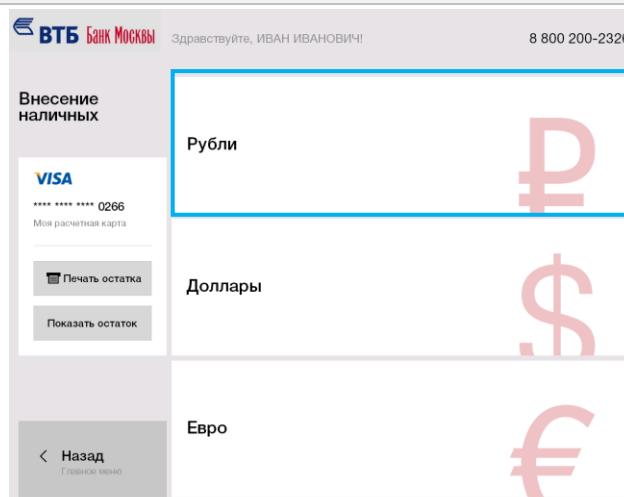 ВТБ Банк Москвы
Здравствуйте, ИВАН ИВАНОВИЧ!
8 800 200-2326
Внесение
наличных
VISA
**** **** **** 0266
Моя расчетная карта
Печать остатка
Показать остаток
Назад
Главное меню
Рубли
₽
Доллары
$
Евро
€